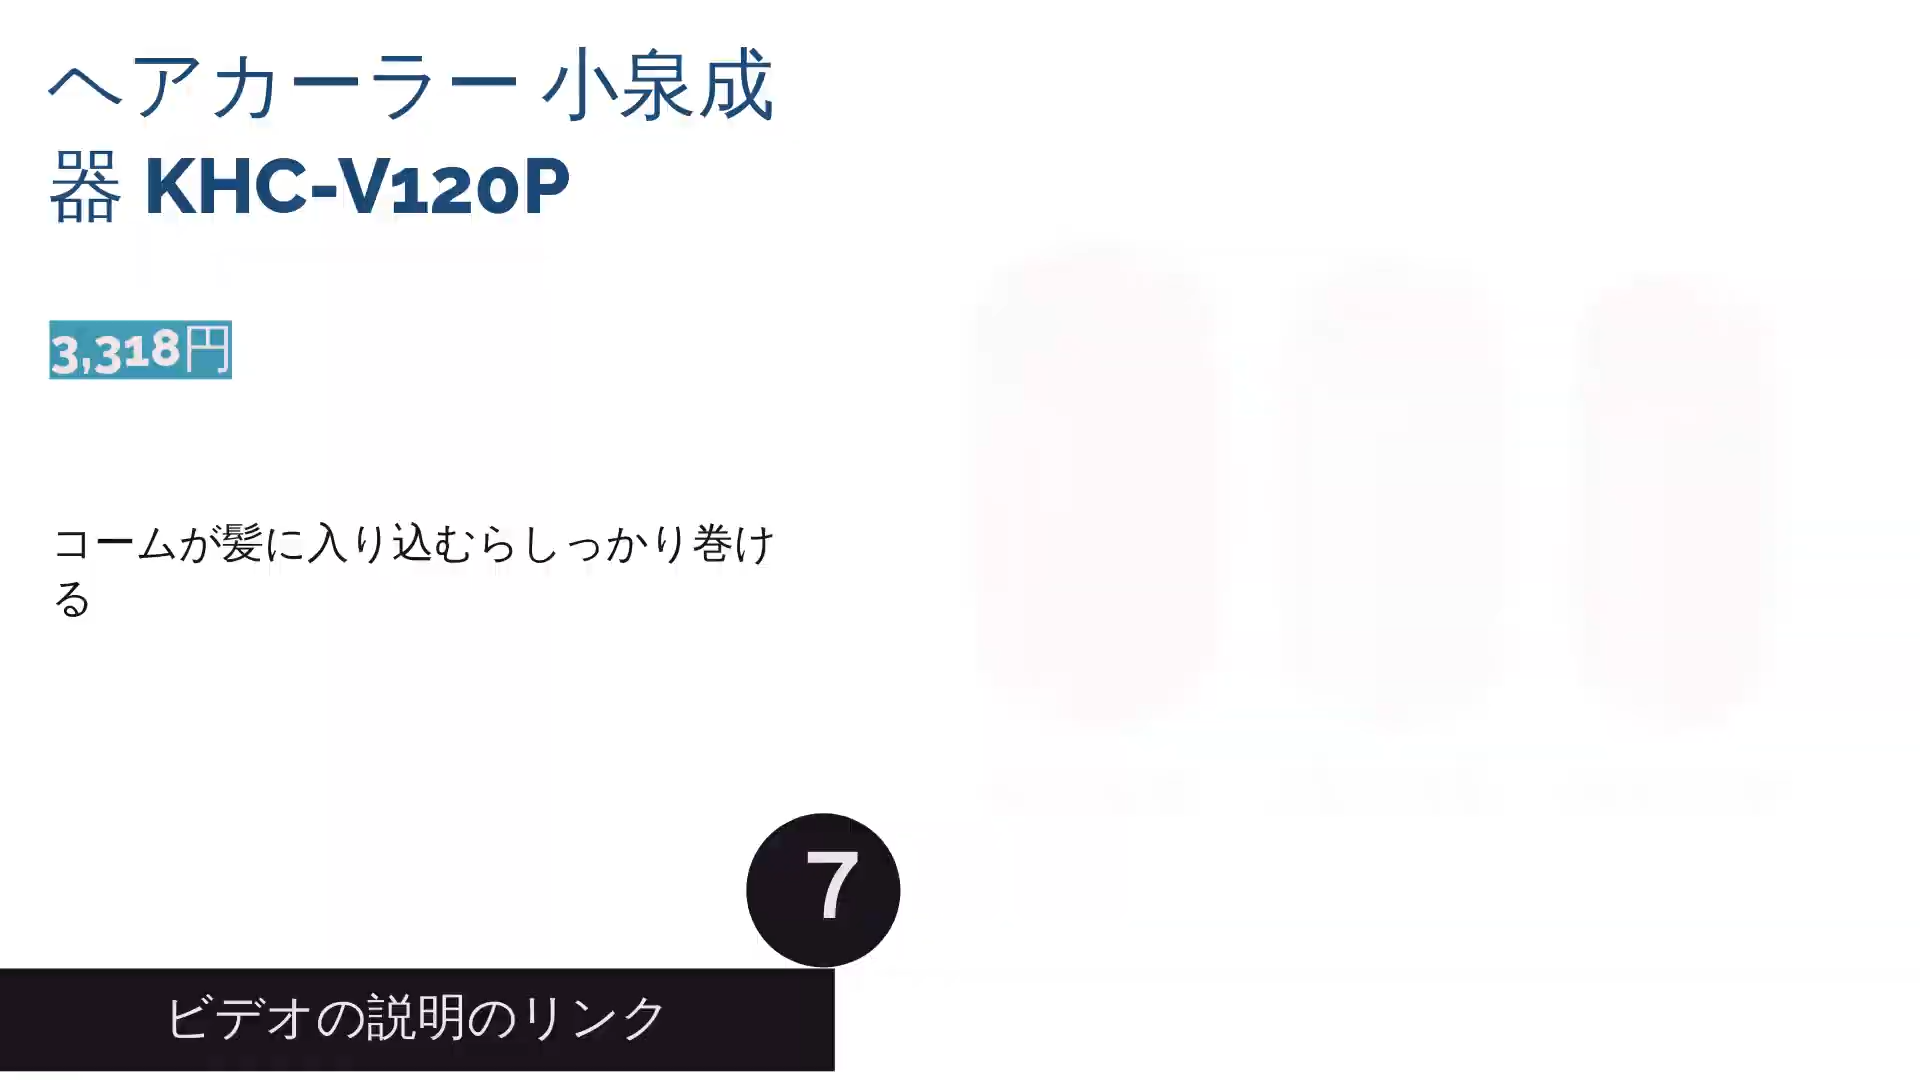 ヘアカーラー 小泉成
器 KHC-V120P
3,318円
コームが髪に入り込むらしっかり巻け
る
7
ビデオの説明のリンク